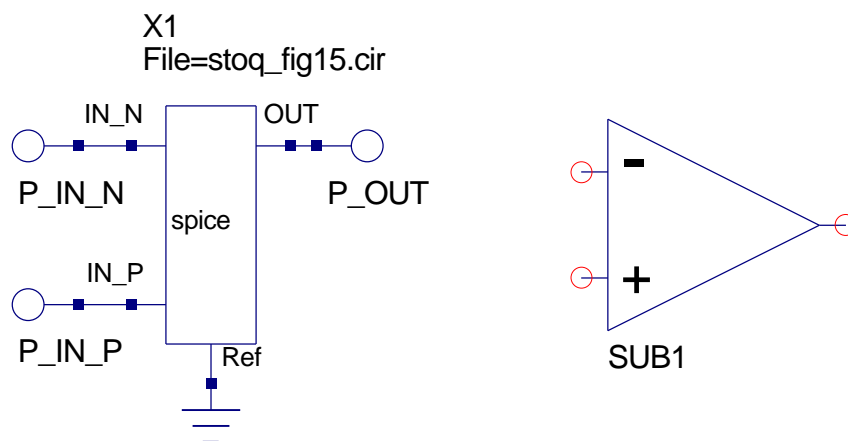 X1
File=stoq_fig15.cir
IN_N
OUT
P_IN_N
P_OUT
spice
IN_P
P_IN_P
Ref
-
+
SUB1